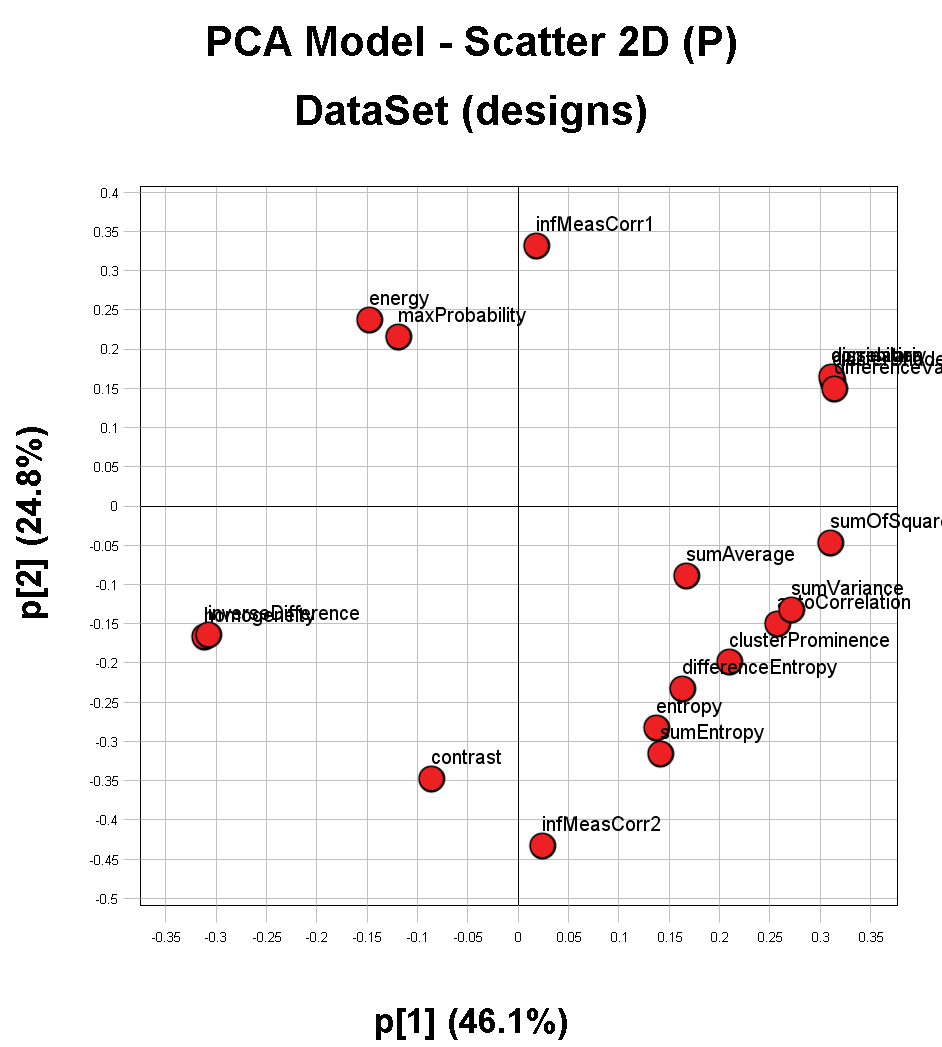 PCA Model - Scatter 2D (P)
DataSet (designs)
0.4
0.35
0.3
0.25
0.2
0.15
0.1
0.05
0
-0.05
-0.1
-0.15
-0.2
-0.25
-0.3
-0.35
-0.4
-0.45
-0.5
p[2] (24.8%)
infMeasCorr1
energy
maxProbability
differenceVa
sumOfSquare
sumAverage
sumVariance
autoCorrelation
inverseDifference
homogeneity
clusterProminence
differenceEntropy
entropy
sumEntropy
contrast
infMeasCorr2
-0.35
-0.3
-0.25
-0.2
-0.15
-0.1
-0.05
0
0.05
0.1
0.15
0.2
0.25
0.3
0.35
p[1] (46.1%)